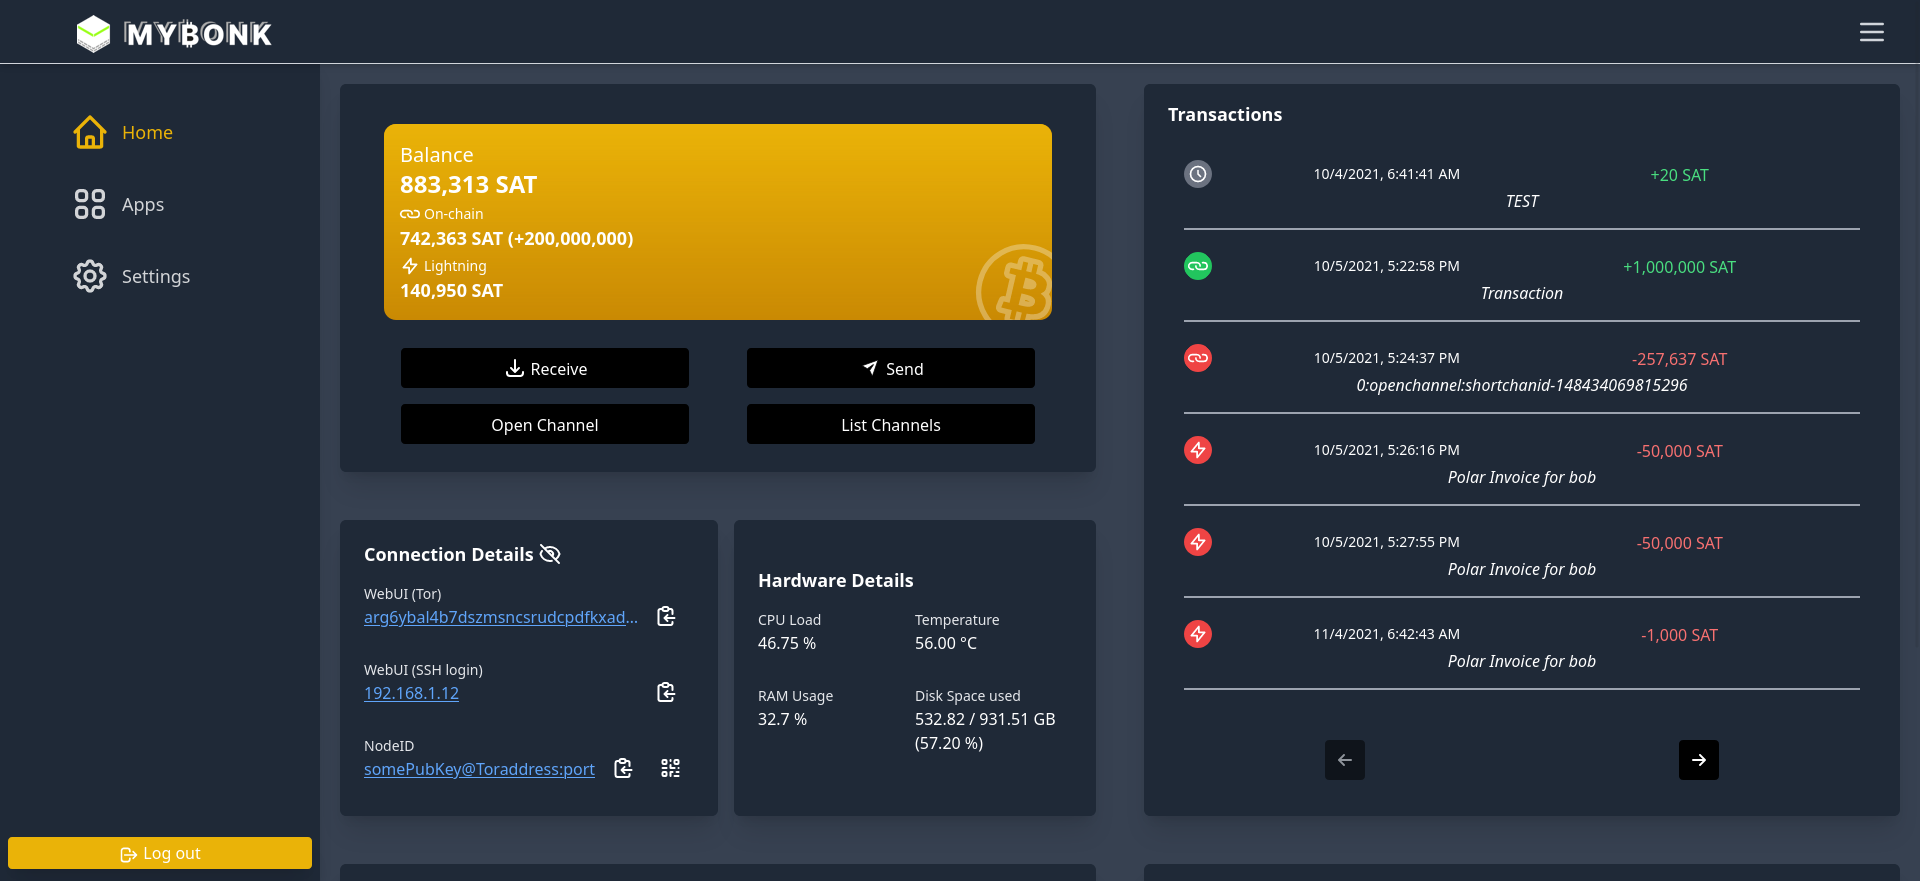 MYBONK
Home
Apps
Settings
Log out
Balance
883,313 SAT
On-chain
742,363 SAT (+200,000,000)
Lightning
140,950 SAT
Receive
Send
Open Channel
List Channels
Connection Details
WebUI (Tor)
arg6ybal4b7dszmsncsrudcpdfkxad...
WebUI (SSH login)
192.168.1.12
NodeID
somePubKey@Toraddress:port
Hardware Details
CPU Load
46.75 %
Temperature
56.00 °C
RAM Usage
32.7 %
Disk Space used
532.82 / 931.51 GB
(57.20 %)
Transactions
10/4/2021, 6:41:41 AM +20 SAT
TEST
10/5/2021, 5:22:58 PM +1,000,000 SAT
Transaction
10/5/2021, 5:24:37 PM -257,637 SAT
0:openchannel:shortchanid-148434069815296
10/5/2021, 5:26:16 PM -50,000 SAT
Polar Invoice for bob
10/5/2021, 5:27:55 PM -50,000 SAT
Polar Invoice for bob
11/4/2021, 6:42:43 AM -1,000 SAT
Polar Invoice for bob